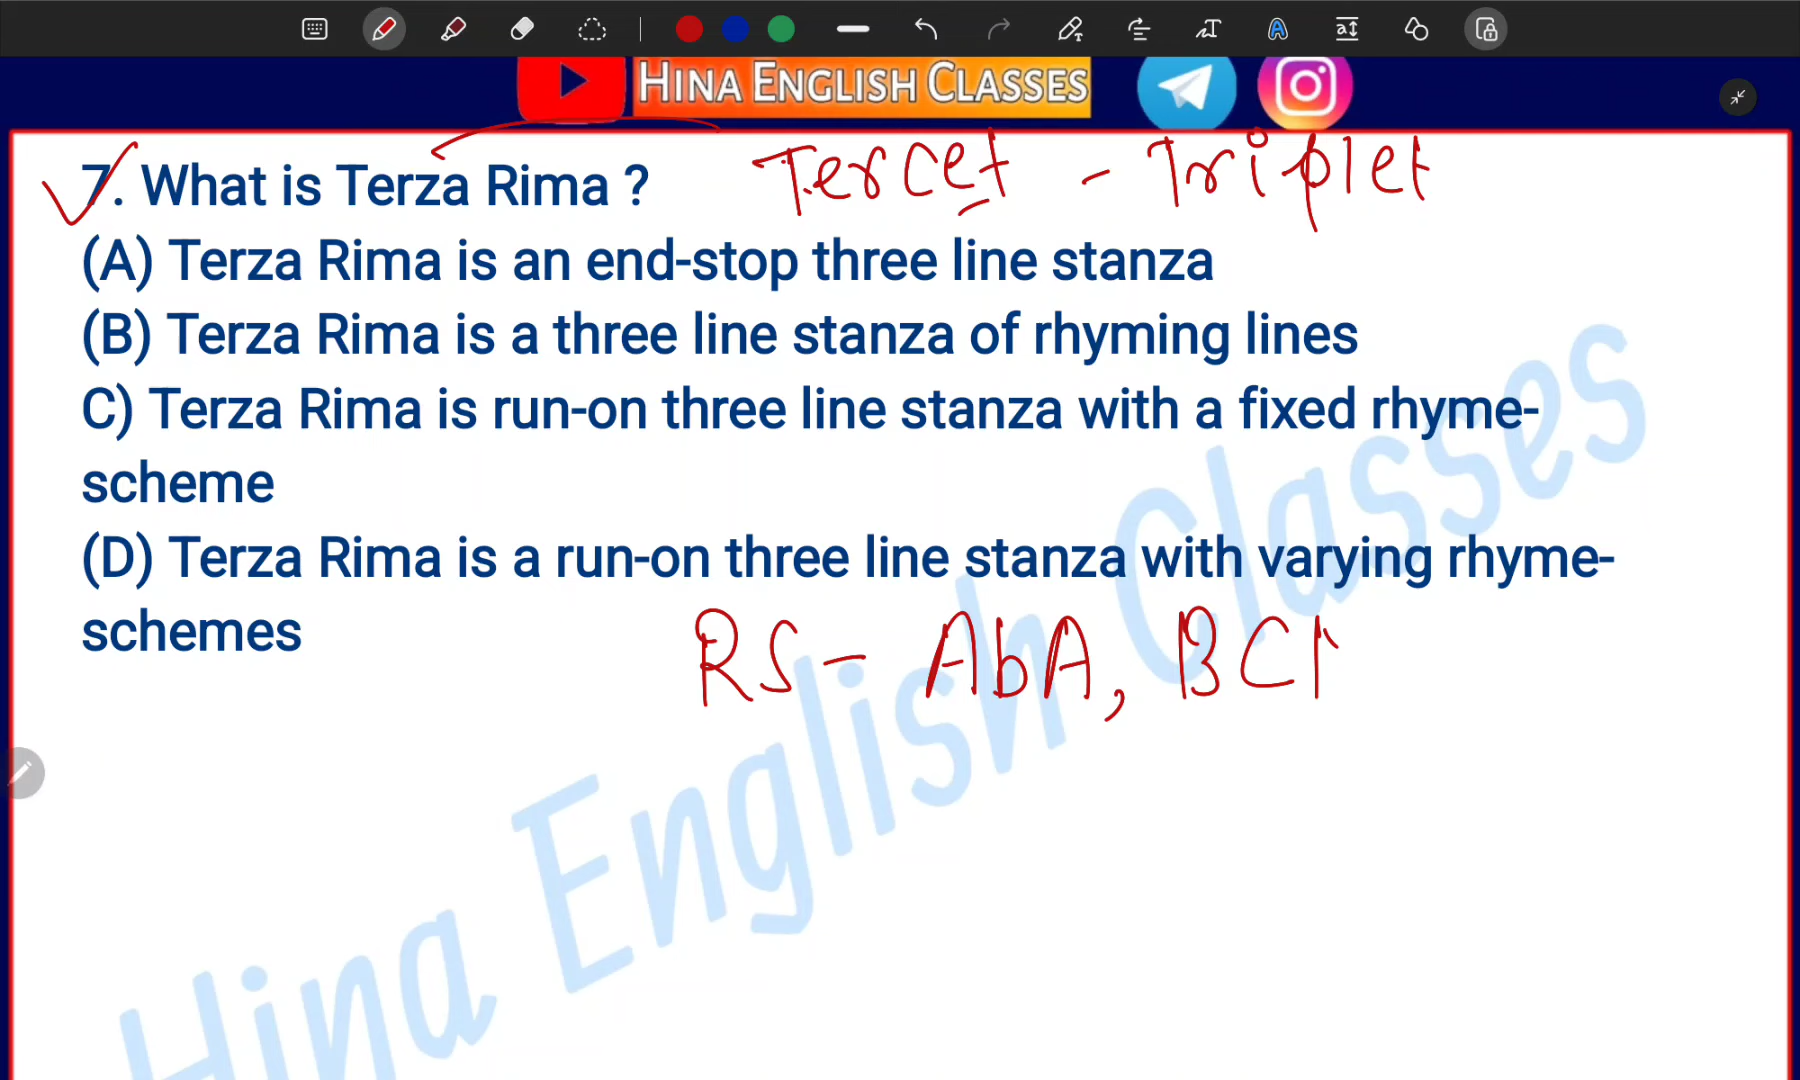 HINA ENGLISH CLASSES
7. What is Terza Rima ? Tercet - Triplet
(A) Terza Rima is an end-stop three line stanza
(B) Terza Rima is a three line stanza of rhyming lines
C) Terza Rima is run-on three line stanza with a fixed rhyme-
scheme
(D) Terza Rima is a run-on three line stanza with varying rhyme-
schemes
RS - AbA, BC
Hina English Classes